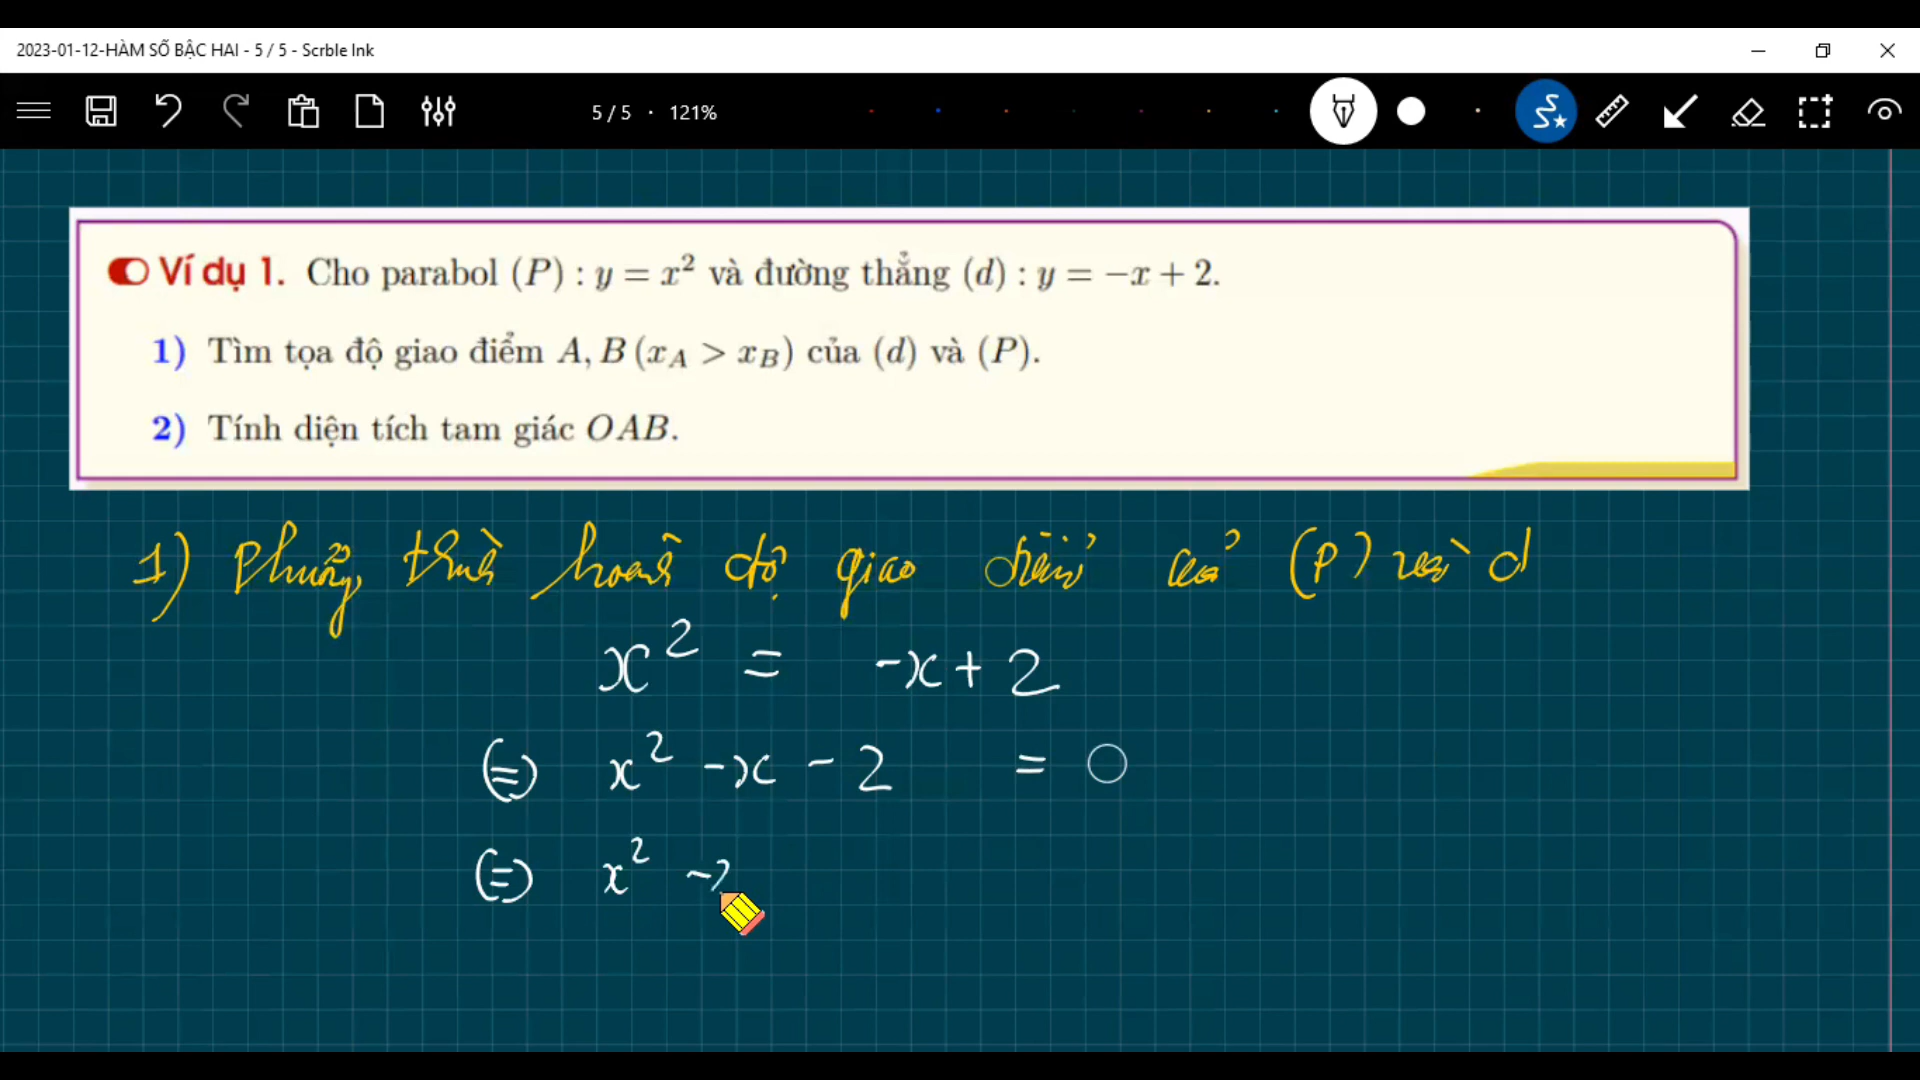 2023-01-12-HÀM SỐ BẬC HAI - 5 / 5 - Scrble Ink
5 / 5 · 121%
Ví dụ 1. Cho parabol (P) : y = x² và đường thẳng (d) : y = −x + 2.
1) Tìm tọa độ giao điểm A, B (x_A > x_B) của (d) và (P).
2) Tính diện tích tam giác OAB.
1) Phương trình hoành độ giao điểm của (P) và d
x² = -x + 2
(=) x² - x - 2 = 0
(=) x² -